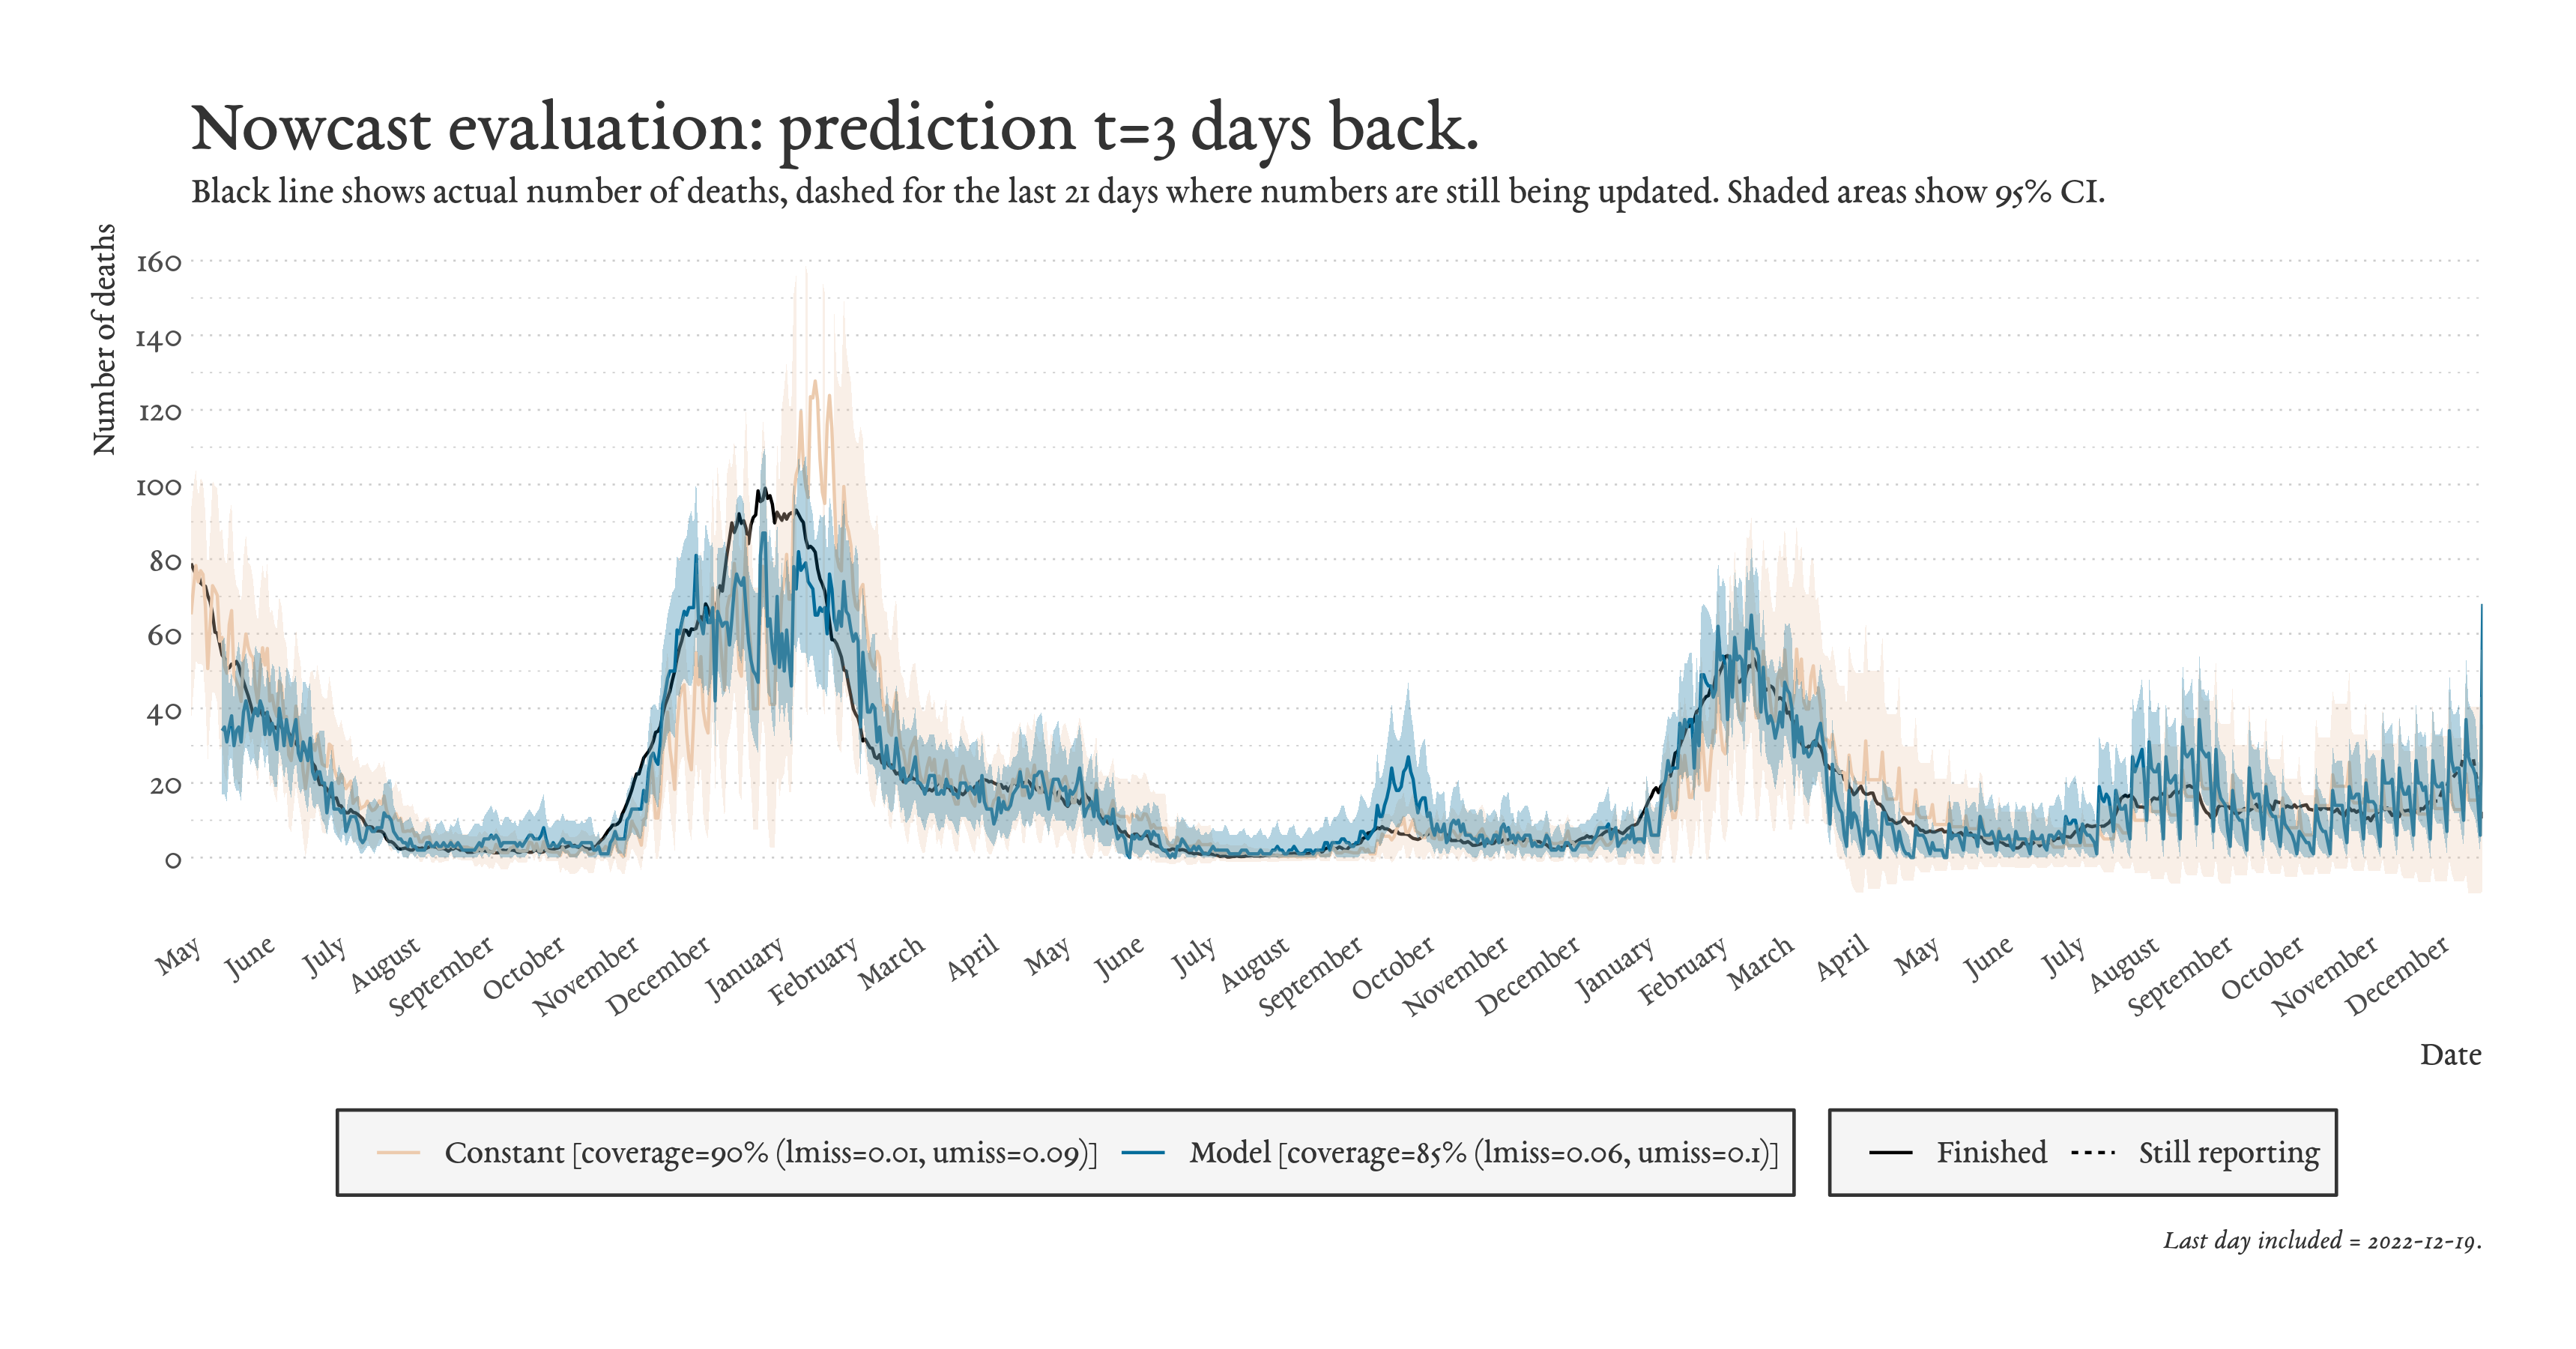 Nowcast evaluation: prediction t=3 days back.
Black line shows actual number of deaths, dashed for the last 21 days where numbers are still being updated. Shaded areas show 95% CI.
Number of deaths
160
140
120
100
80
60
40
20
0
May
June
July
August
September
October
November
December
January
February
March
April
May
June
July
August
September
October
November
December
January
February
March
April
May
June
July
August
September
October
November
December
Date
Constant [coverage=90% (lmiss=0.01, umiss=0.09)]
Model [coverage=85% (lmiss=0.06, umiss=0.1)]
Finished
Still reporting
Last day included = 2022-12-19.